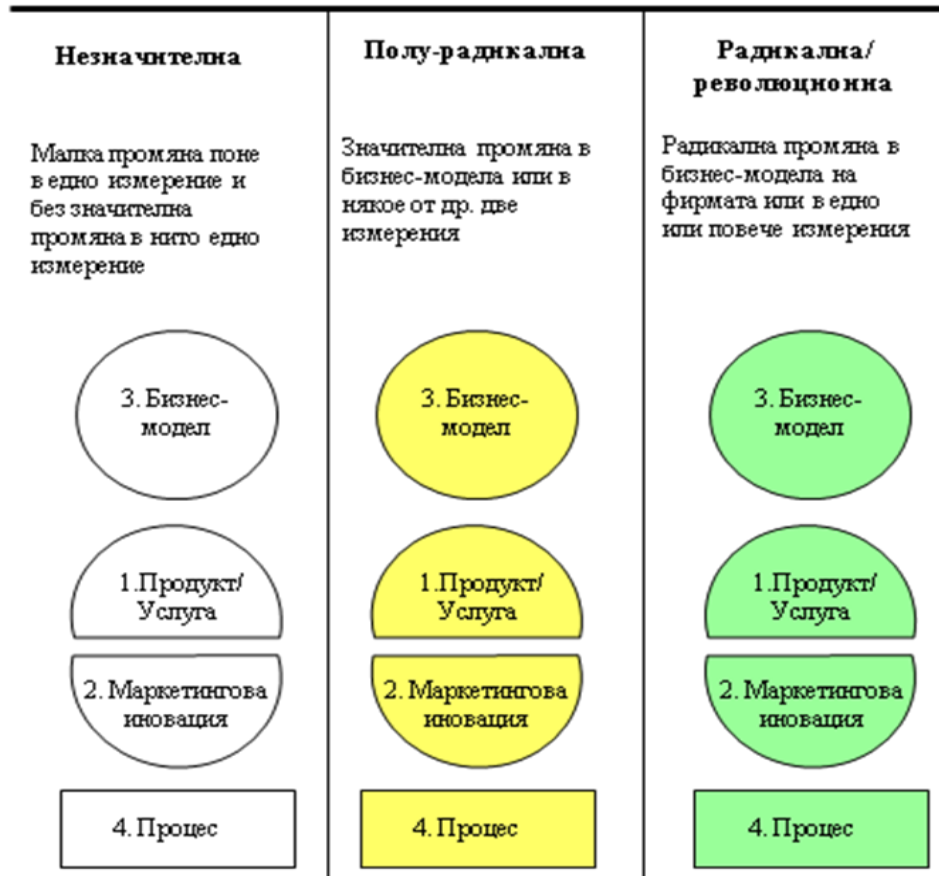 Незначителна
Малка промяна поне
в едно измерение и
без значителна
промяна в нито едно
измерение
3. Бизнес-
модел
1.Продукт/
Услуга
2. Маркетингова
иновация
4. Процес
Полу-радикална
Значителна промяна в
бизнес-модела или в
някое от др. две
измерения
3. Бизнес-
модел
1.Продукт/
Услуга
2. Маркетингова
иновация
4. Процес
Радикална/
революционна
Радикална промяна в
бизнес-модела на
фирмата или в едно
или повече измерения
3. Бизнес-
модел
1.Продукт/
Услуга
2. Маркетингова
иновация
4. Процес